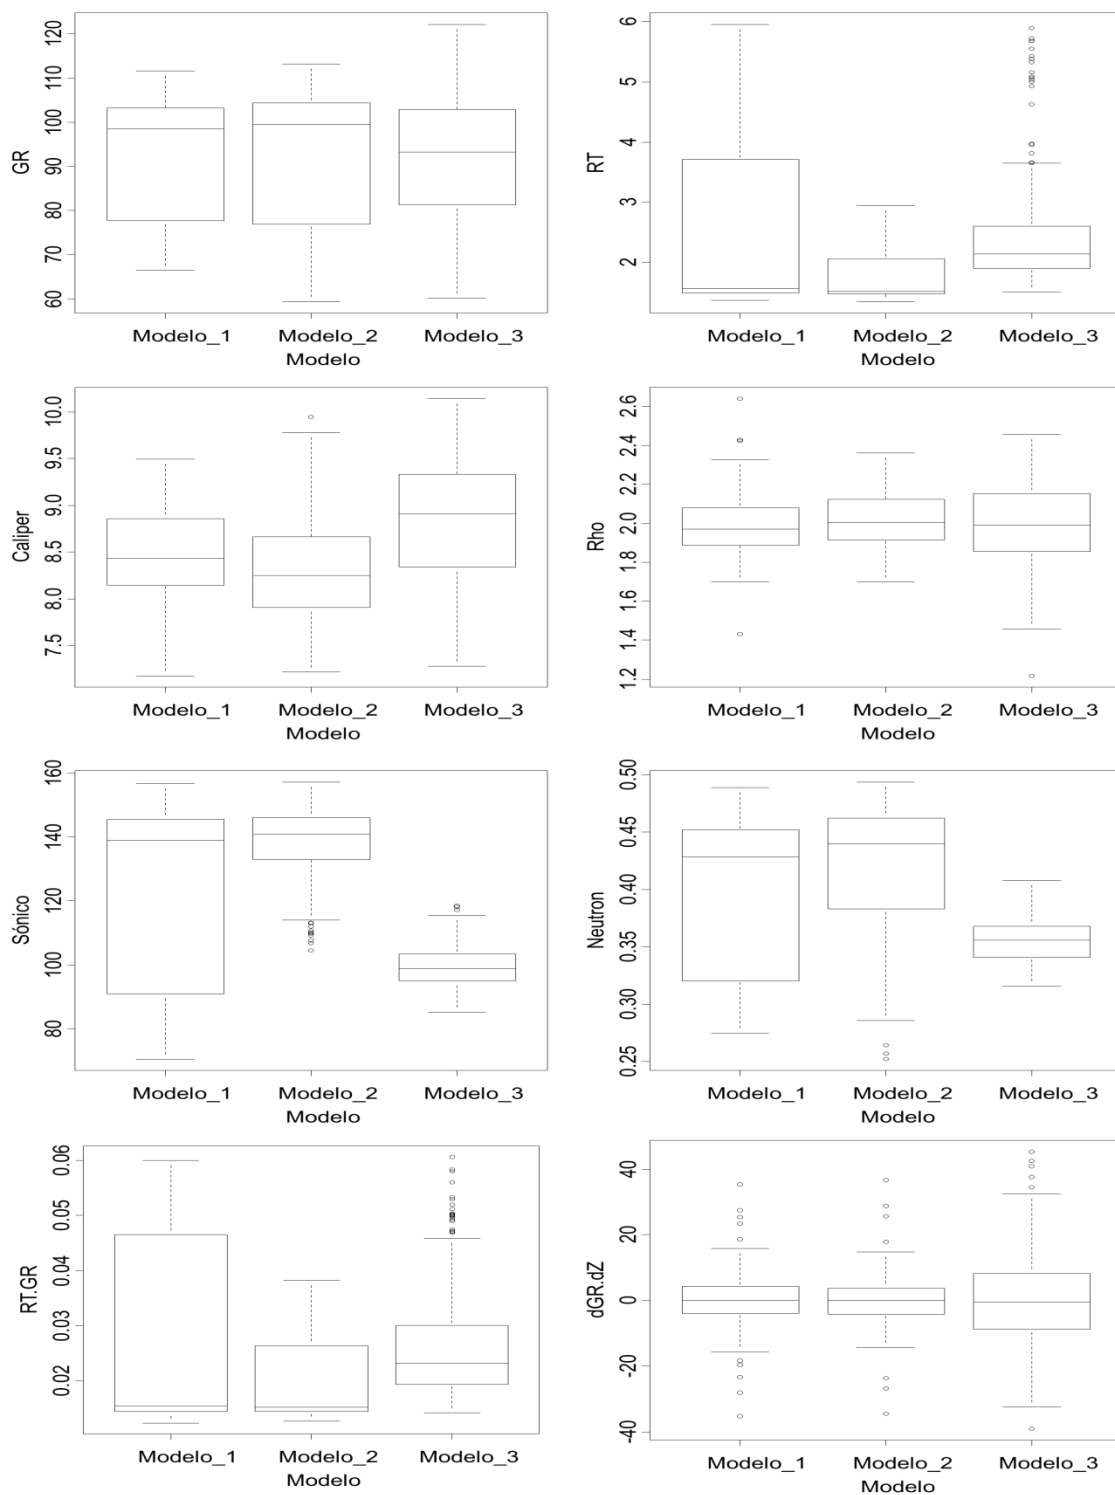 GR
120
110
100
90
80
70
60
Modelo_1 Modelo_2 Modelo_3
Modelo
RT
6
5
4
3
2
Modelo_1 Modelo_2 Modelo_3
Modelo
Caliper
10.0
9.5
9.0
8.5
8.0
7.5
Modelo_1 Modelo_2 Modelo_3
Modelo
Rho
2.6
2.4
2.2
2.0
1.8
1.6
1.4
1.2
Modelo_1 Modelo_2 Modelo_3
Modelo
Sónico
160
140
120
100
80
Modelo_1 Modelo_2 Modelo_3
Modelo
Neutron
0.50
0.45
0.40
0.35
0.30
0.25
Modelo_1 Modelo_2 Modelo_3
Modelo
RT.GR
0.06
0.05
0.04
0.03
0.02
Modelo_1 Modelo_2 Modelo_3
Modelo
dGR.dZ
40
20
0
-20
-40
Modelo_1 Modelo_2 Modelo_3
Modelo